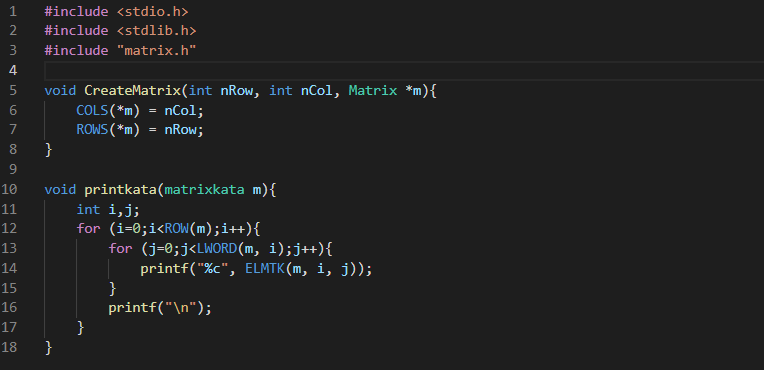 1 #include <stdio.h>
2 #include <stdlib.h>
3 #include "matrix.h"
4
5 void CreateMatrix(int nRow, int nCol, Matrix *m){
6     COLS(*m) = nCol;
7     ROWS(*m) = nRow;
8 }
9
10 void printkata(matrixkata m){
11     int i,j;
12     for (i=0;i<ROW(m);i++){
13         for (j=0;j<LWORD(m, i);j++){
14             printf("%c", ELMTK(m, i, j));
15         }
16         printf("\n");
17     }
18 }